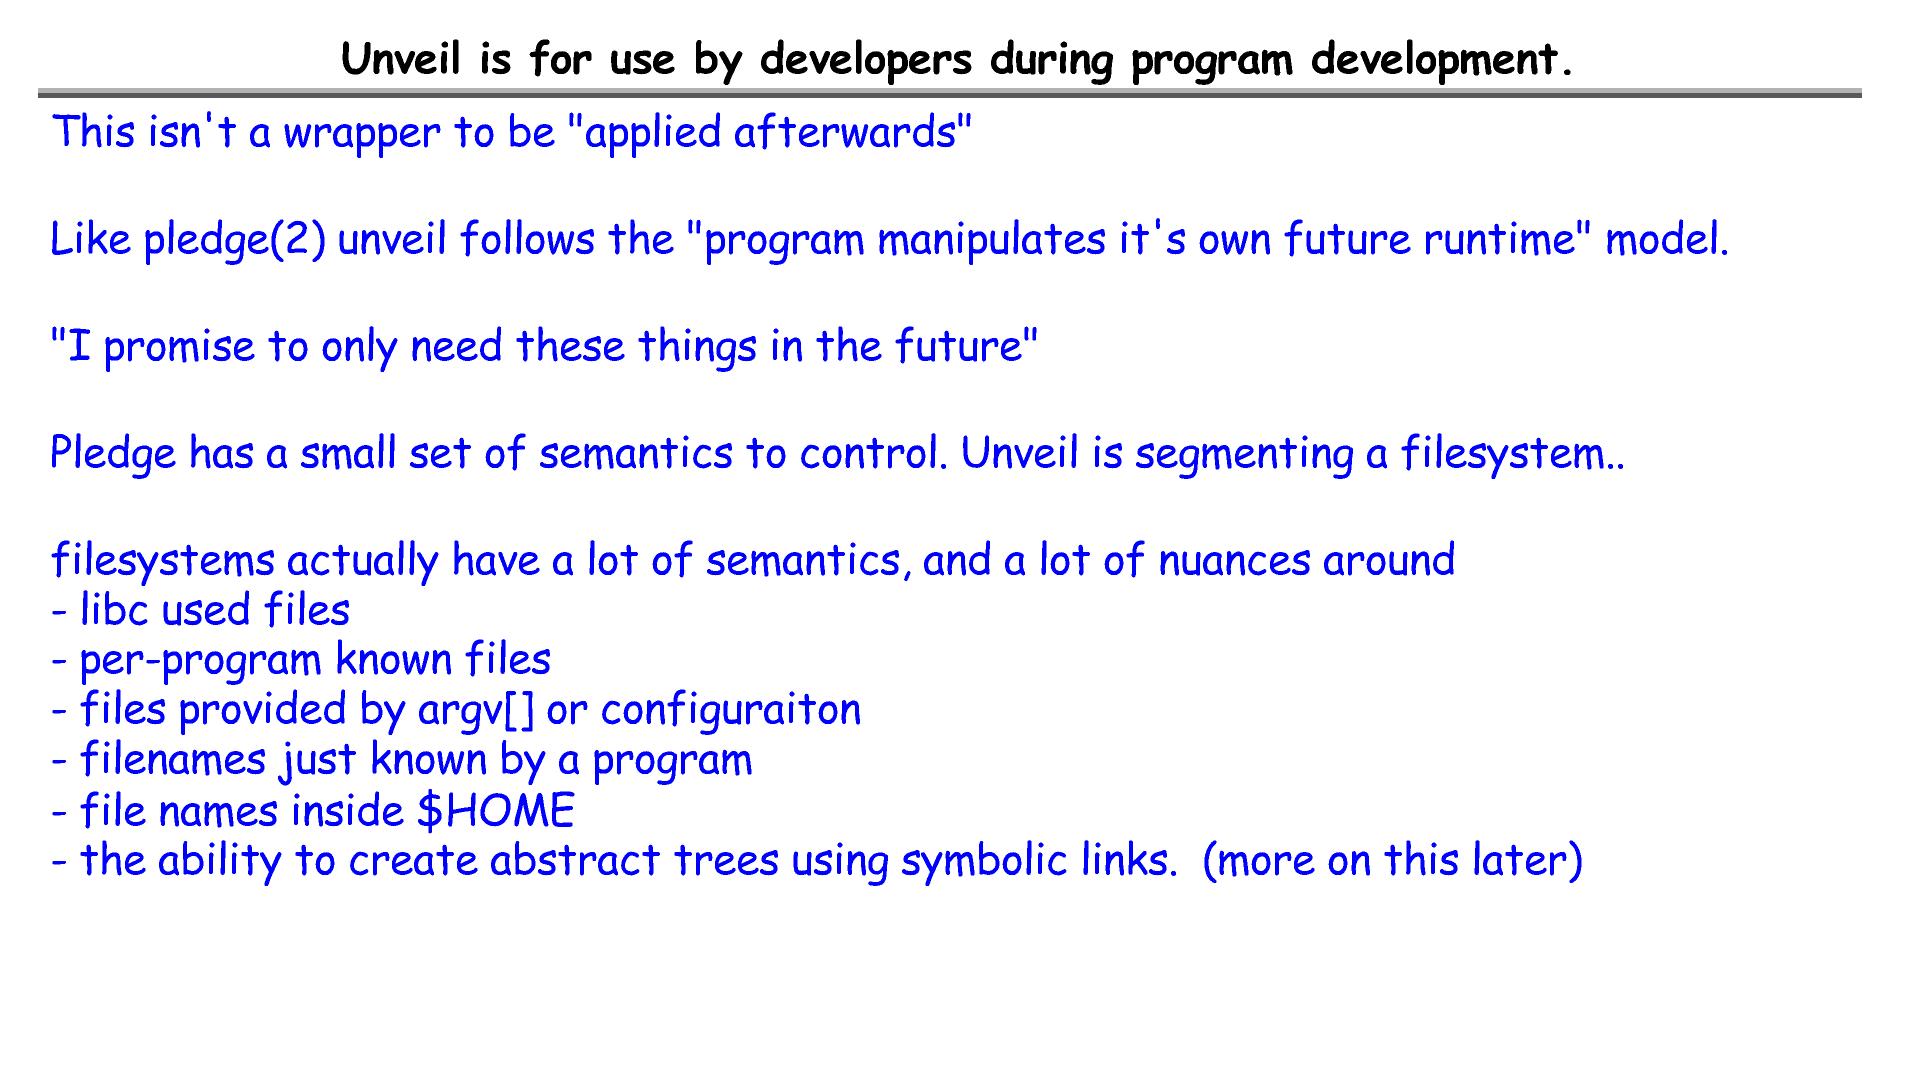 Unveil is for use by developers during program development.
This isn't a wrapper to be "applied afterwards"
Like pledge(2) unveil follows the "program manipulates it's own future runtime" model.
"I promise to only need these things in the future"
Pledge has a small set of semantics to control. Unveil is segmenting a filesystem..
filesystems actually have a lot of semantics, and a lot of nuances around
- libc used files
- per-program known files
- files provided by argv[] or configuraiton
- filenames just known by a program
- file names inside $HOME
- the ability to create abstract trees using symbolic links.  (more on this later)